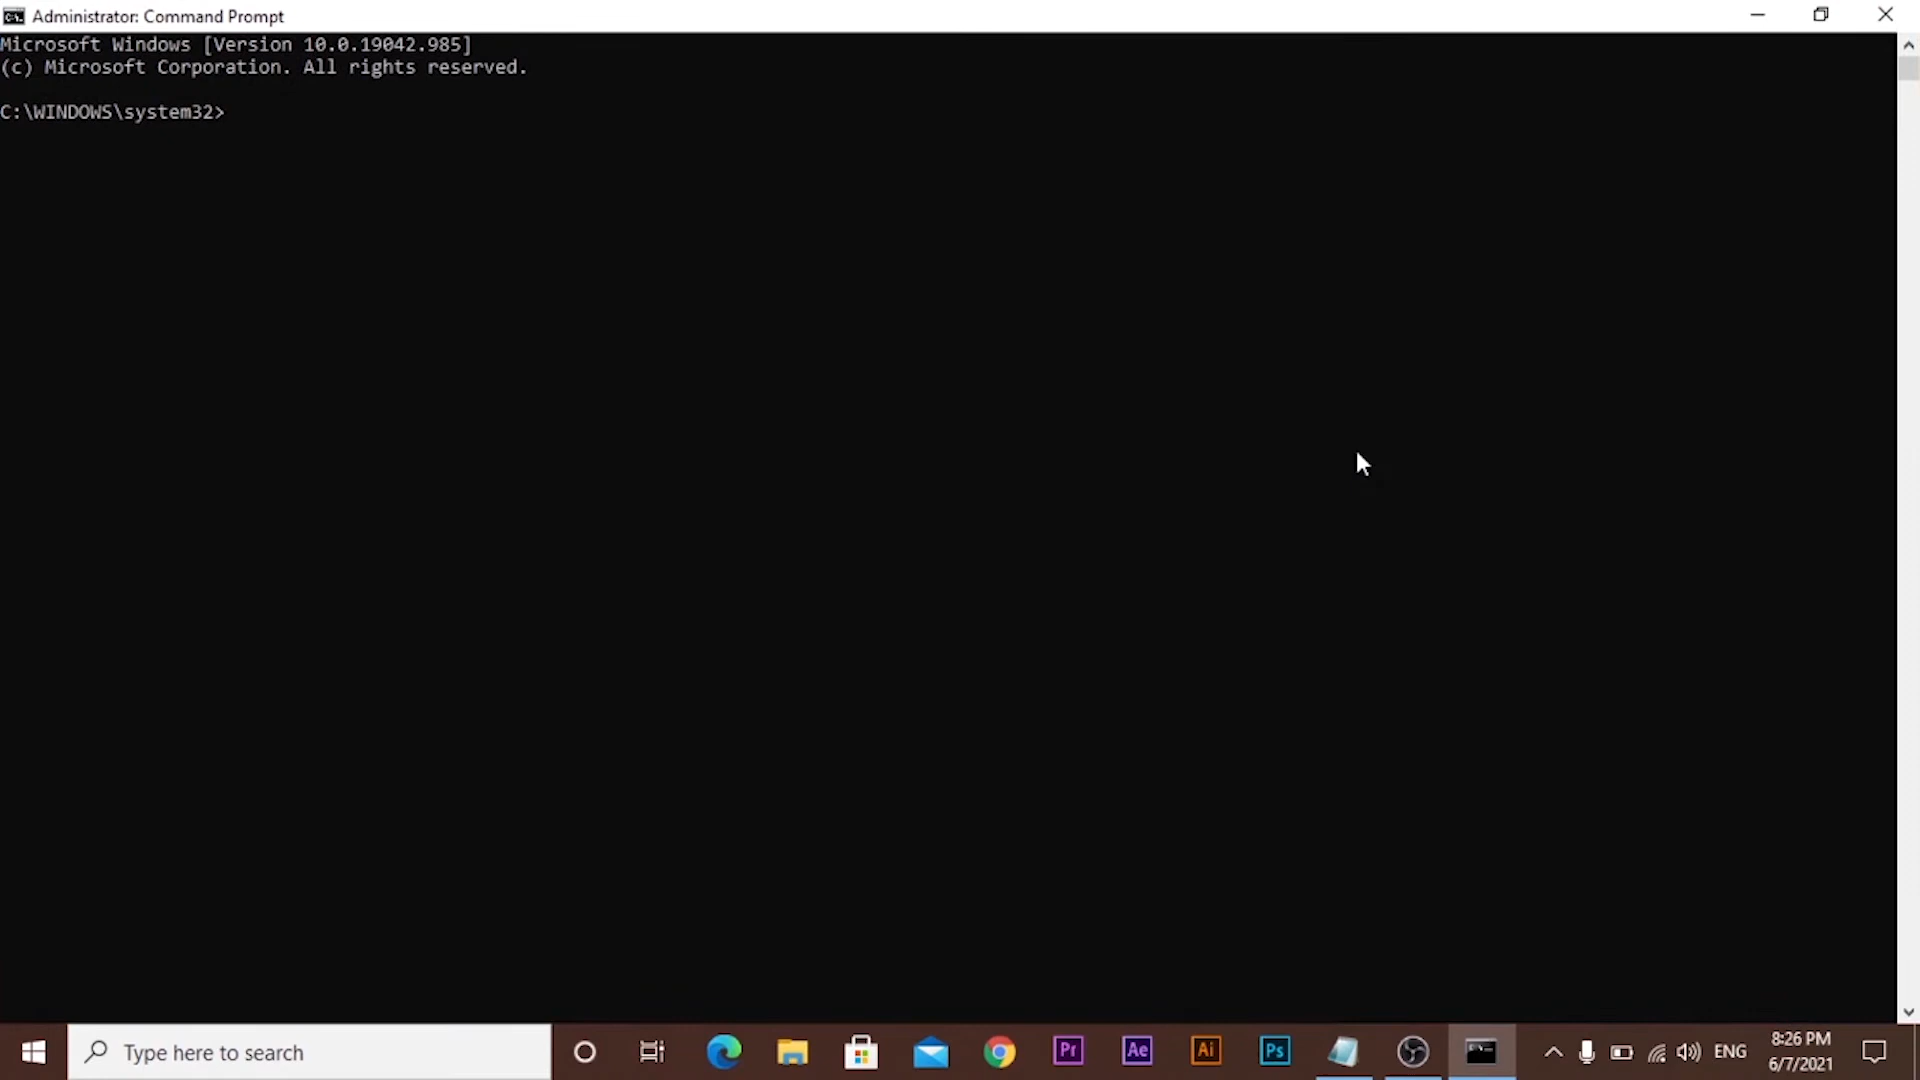 Administrator: Command Prompt
Microsoft Windows [Version 10.0.19042.985]
(c) Microsoft Corporation. All rights reserved.
C:\WINDOWS\system32>
Type here to search
Pr
Ae
Ai
Ps
ENG
8:26 PM
6/7/2021